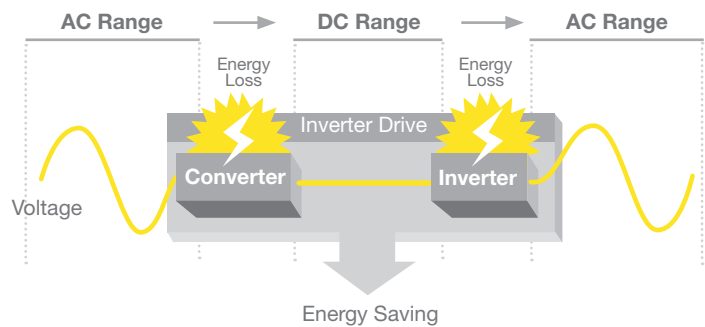 AC Range
DC Range
AC Range
Energy
Loss
Energy
Loss
Inverter Drive
Converter
Inverter
Voltage
Energy Saving